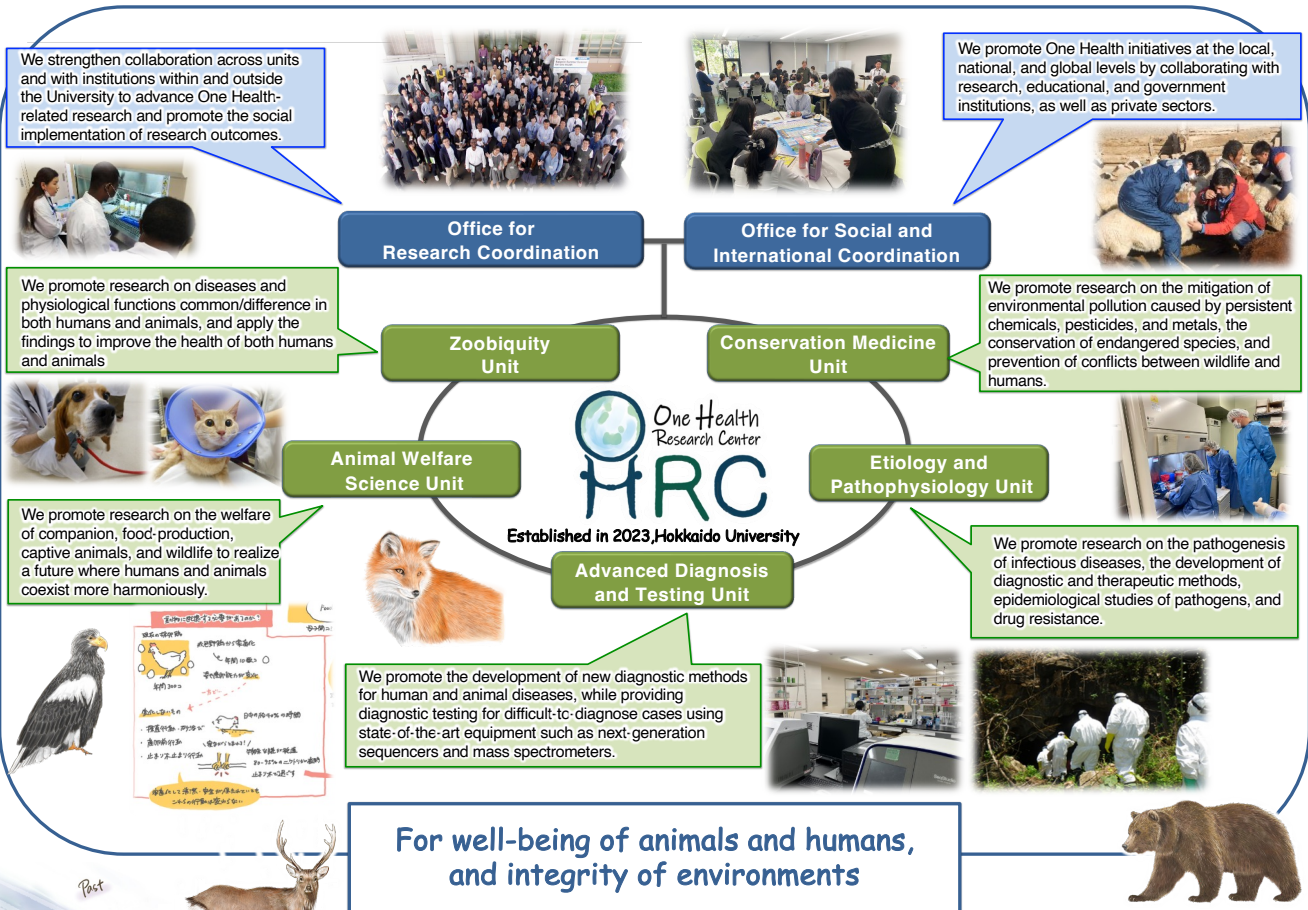 We strengthen collaboration across units
and with institutions within and outside
the University to advance One Health-
related research and promote the social
implementation of research outcomes.
We promote One Health initiatives at the local,
national, and global levels by collaborating with
research, educational, and government
institutions, as well as private sectors.
Office for
Research Coordination
Office for Social and
International Coordination
We promote research on diseases and
physiological functions common/difference in
both humans and animals, and apply the
findings to improve the health of both humans
and animals
Zoobiquity
Unit
Conservation Medicine
Unit
We promote research on the mitigation of
environmental pollution caused by persistent
chemicals, pesticides, and metals, the
conservation of endangered species, and
prevention of conflicts between wildlife and
humans.
One Health
Research Center
HRC
Established in 2023,Hokkaido University
Animal Welfare
Science Unit
Etiology and
Pathophysiology Unit
We promote research on the welfare
of companion, food-production,
captive animals, and wildlife to realize
a future where humans and animals
coexist more harmoniously.
Advanced Diagnosis
and Testing Unit
We promote research on the pathogenesis
of infectious diseases, the development of
diagnostic and therapeutic methods,
epidemiological studies of pathogens, and
drug resistance.
We promote the development of new diagnostic methods
for human and animal diseases, while providing
diagnostic testing for difficult-to-diagnose cases using
state-of-the-art equipment such as next-generation
sequencers and mass spectrometers.
年間300コ
For well-being of animals and humans,
and integrity of environments
Post